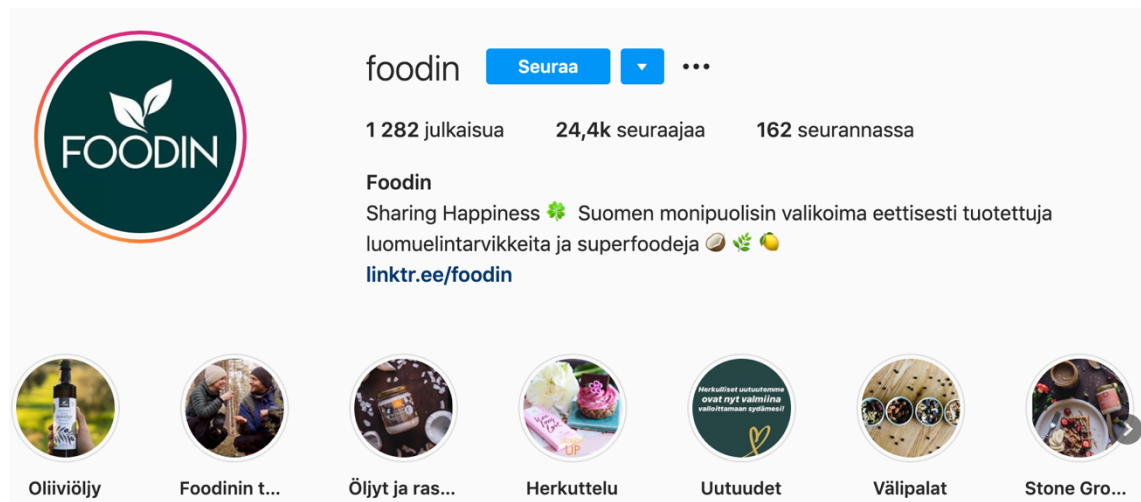 FOODIN
foodin Seuraa
1 282 julkaisua 24,4k seuraajaa 162 seurannassa
Foodin
Sharing Happiness 🍀 Suomen monipuolisin valikoima eettisesti tuotettuja
luomuelintarvikkeita ja superfoodeja 🥥 🌿 🍋
linktr.ee/foodin
Herkulliset uutuutemme
ovat nyt valmiina
valloittamaan sydämesi!
UP
Oliiviöljy Foodinin t... Öljyt ja ras... Herkuttelu Uutuudet Välipalat Stone Gro...